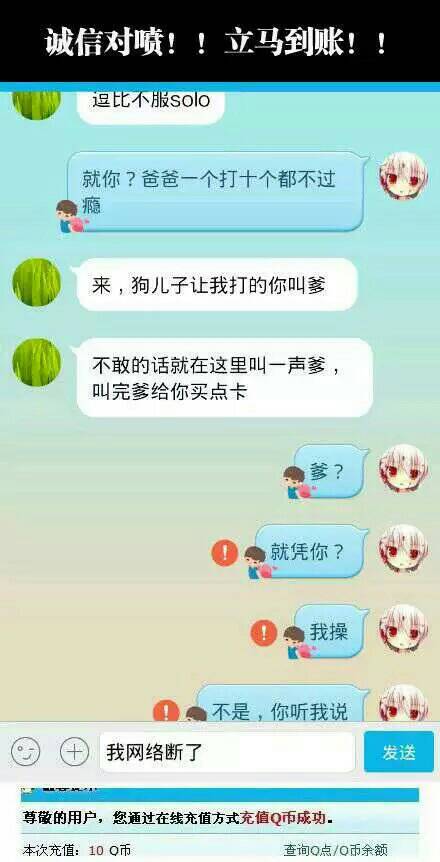 诚信对喷！！立马到账！！
逗比不服solo
就你？爸爸一个打十个都不过
瘾
来，狗儿子让我打的你叫爹
不敢的话就在这里叫一声爹，
叫完爹给你买点卡
爹？
就凭你？
我操
不是，你听我说
我网络断了
发送
尊敬的用户，您通过在线充值方式充值Q币成功。
本次充值：10 Q币 查询Q点/Q币余额